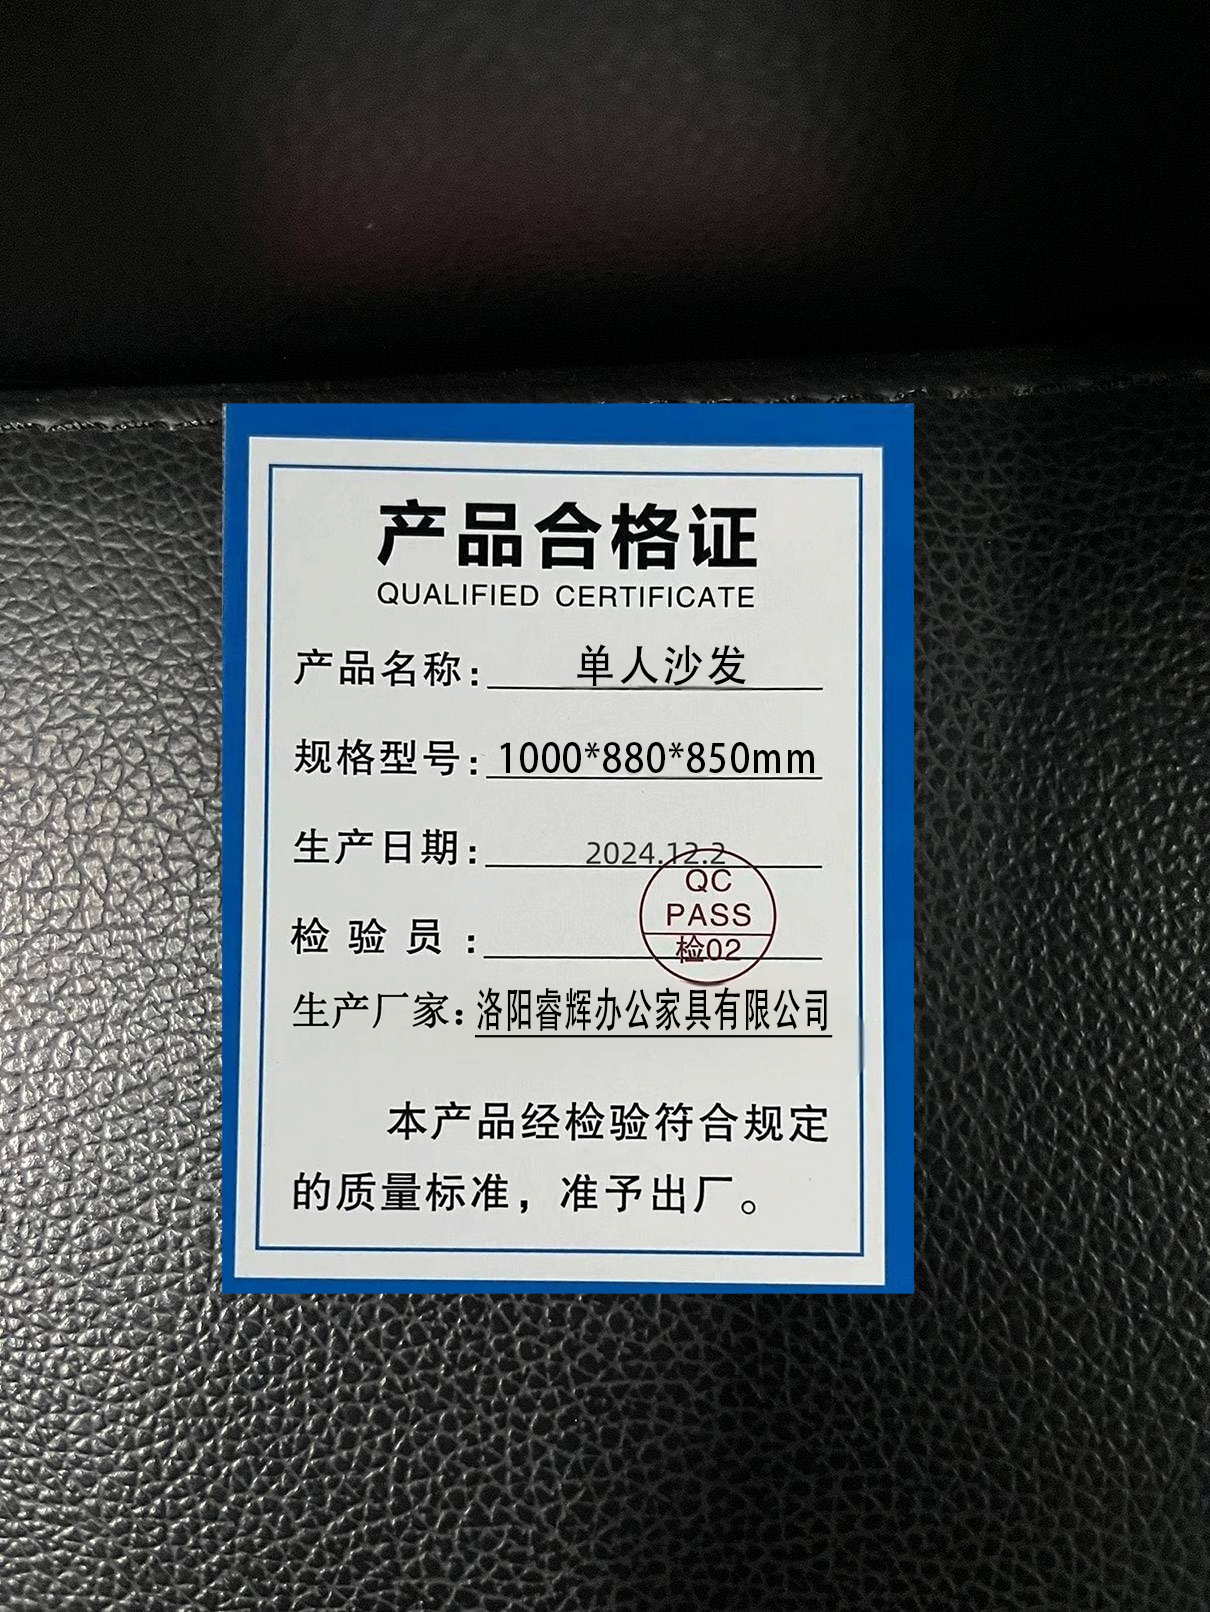 产品合格证
QUALIFIED CERTIFICATE
产品名称：单人沙发
规格型号：1000*880*850mm
生产日期：2024.12.2
QC
PASS
检验员：检02
生产厂家：洛阳睿辉办公家具有限公司
本产品经检验符合规定
的质量标准，准予出厂。